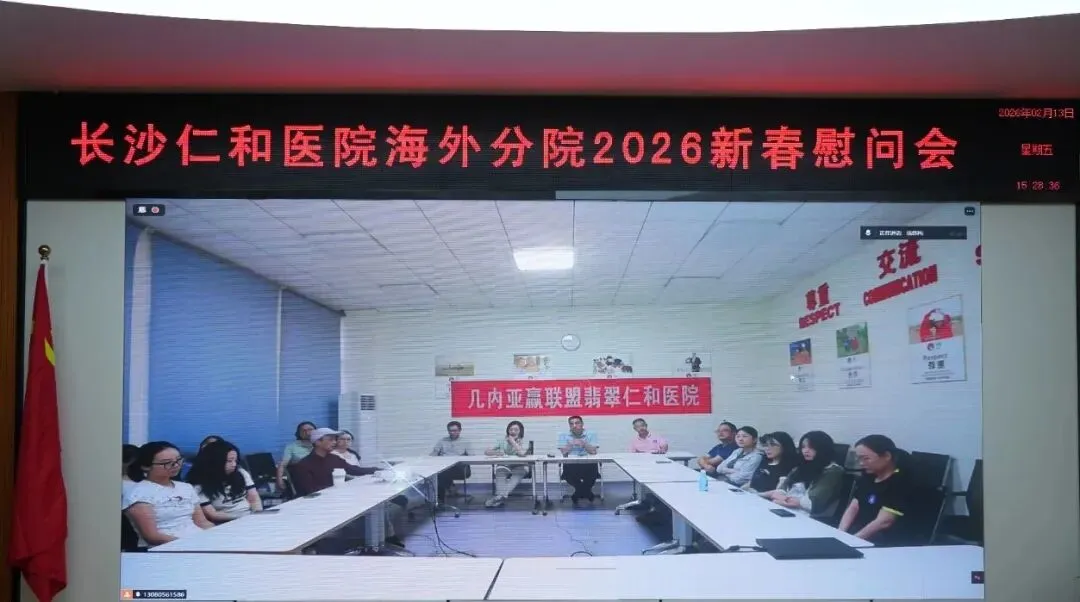 长沙仁和医院海外分院2026新春慰问会
2026年02月13日
星期五
15 28 36
交流
COMMUNICATION
尊重
RESPECT
Respect
几内亚赢联盟翡翠仁和医院
13080561586